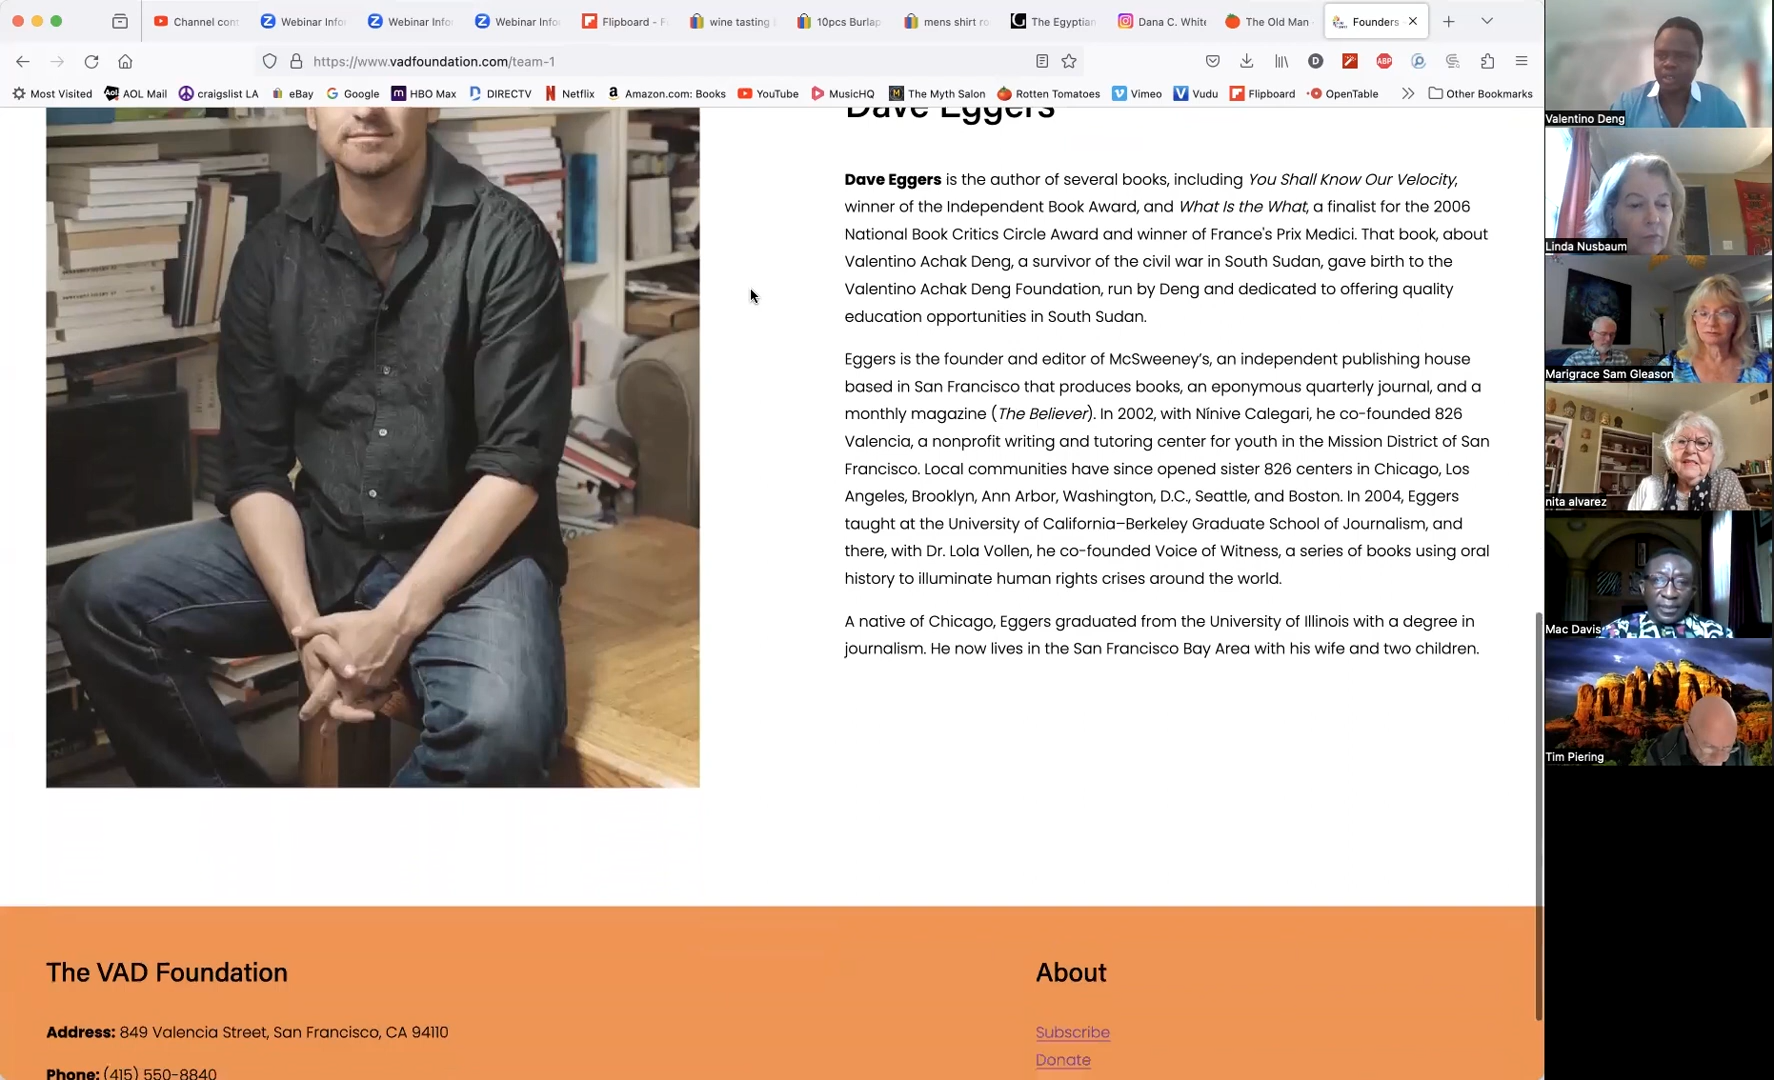 Channel con
Webinar Info
Webinar Info
Webinar Info
Flipboard - F
wine tasting
10pcs Burlap
mens shirt ro
The Egyptian
Dana C. White
The Old Man
Founders
https://www.vadfoundation.com/team-1
Most Visited
AOL Mail
craigslist LA
eBay
Google
HBO Max
DIRECTV
Netflix
Amazon.com: Books
YouTube
MusicHQ
The Myth Salon
Rotten Tomatoes
Vimeo
Vudu
Flipboard
OpenTable
Other Bookmarks
Dave Eggers
Dave Eggers is the author of several books, including You Shall Know Our Velocity,
winner of the Independent Book Award, and What Is the What, a finalist for the 2006
National Book Critics Circle Award and winner of France's Prix Medici. That book, about
Valentino Achak Deng, a survivor of the civil war in South Sudan, gave birth to the
Valentino Achak Deng Foundation, run by Deng and dedicated to offering quality
education opportunities in South Sudan.
Eggers is the founder and editor of McSweeney's, an independent publishing house
based in San Francisco that produces books, an eponymous quarterly journal, and a
monthly magazine (The Believer). In 2002, with Nínive Calegari, he co-founded 826
Valencia, a nonprofit writing and tutoring center for youth in the Mission District of San
Francisco. Local communities have since opened sister 826 centers in Chicago, Los
Angeles, Brooklyn, Ann Arbor, Washington, D.C., Seattle, and Boston. In 2004, Eggers
taught at the University of California–Berkeley Graduate School of Journalism, and
there, with Dr. Lola Vollen, he co-founded Voice of Witness, a series of books using oral
history to illuminate human rights crises around the world.
A native of Chicago, Eggers graduated from the University of Illinois with a degree in
journalism. He now lives in the San Francisco Bay Area with his wife and two children.
The VAD Foundation
Address: 849 Valencia Street, San Francisco, CA 94110
Phone: (415) 550-8840
About
Subscribe
Donate
Valentino Deng
Linda Nusbaum
Marigrace Sam Gleason
nita alvarez
Mac Davis
Tim Piering